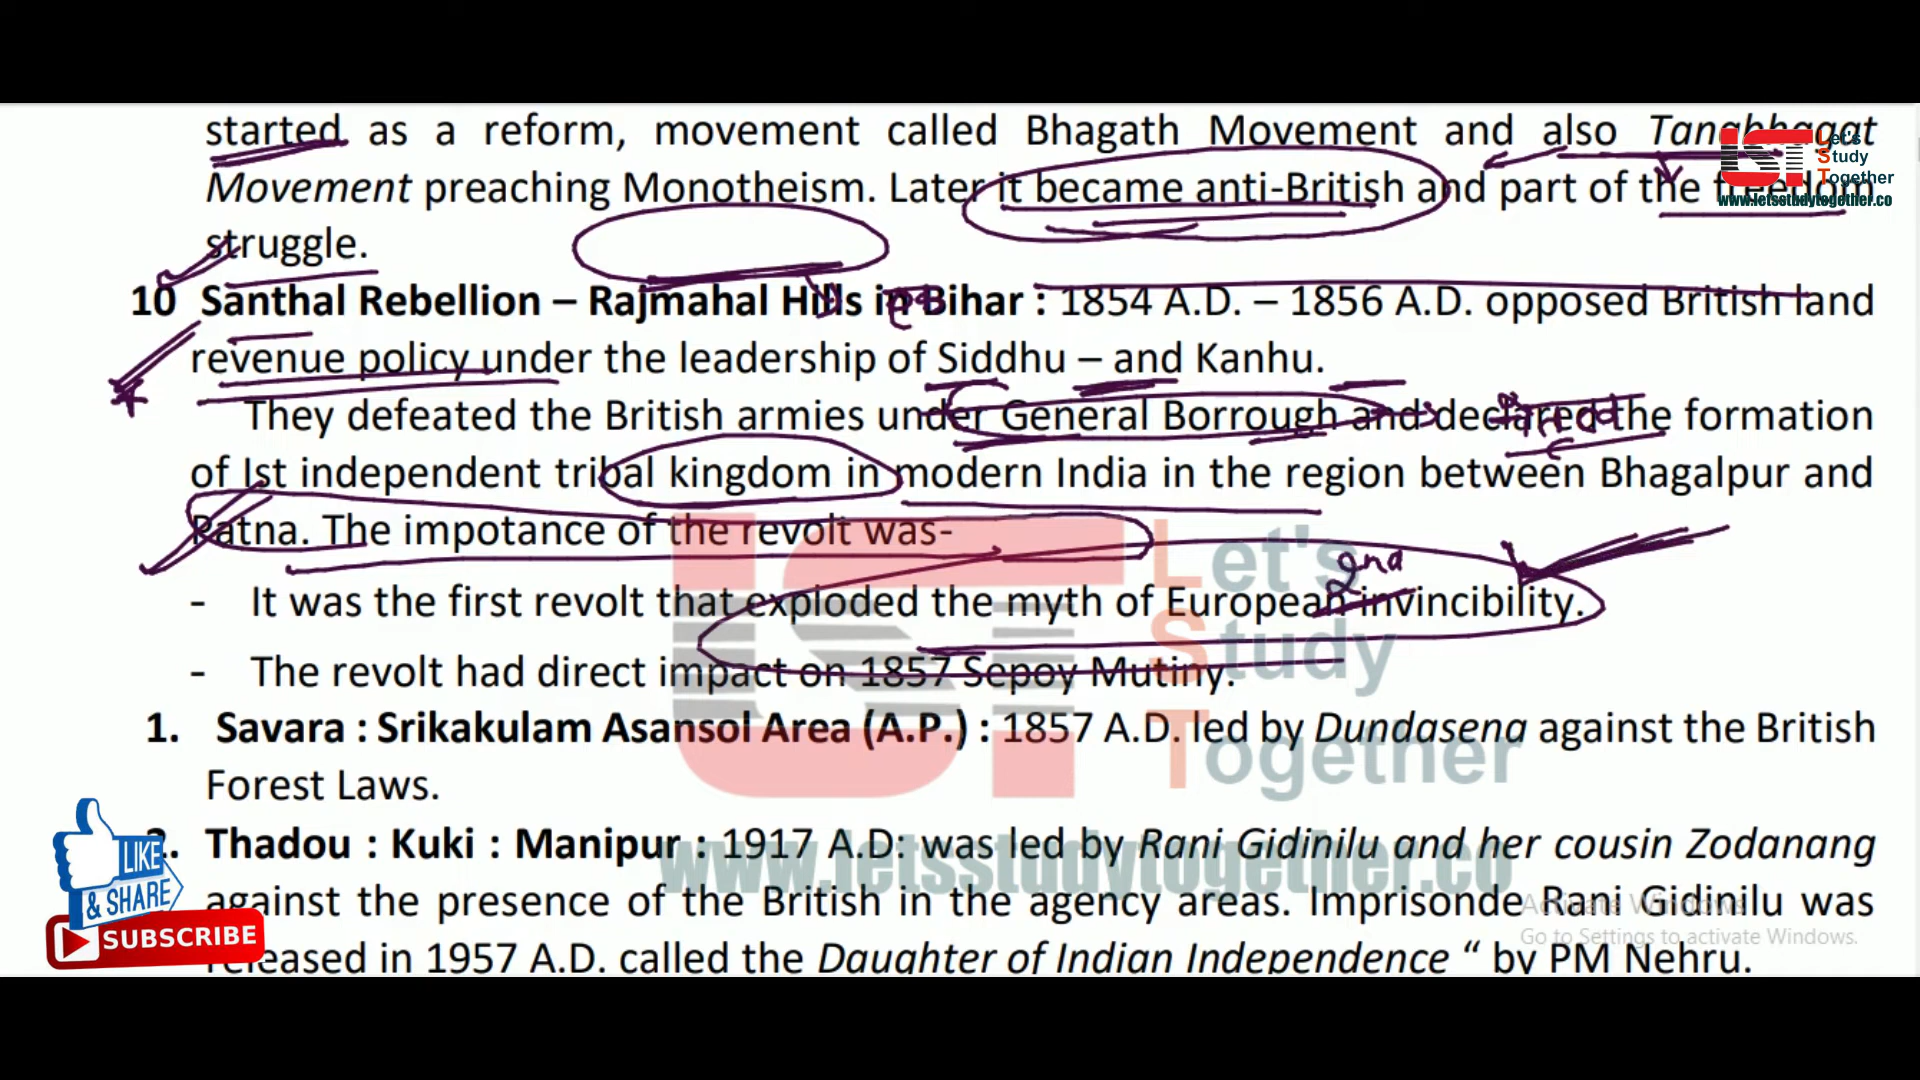 started as a reform, movement called Bhagath Movement and also Tanabhagat
Movement preaching Monotheism. Later it became anti-British and part of the freedom
struggle.
10 Santhal Rebellion – Rajmahal Hills in Bihar : 1854 A.D. – 1856 A.D. opposed British land
revenue policy under the leadership of Siddhu – and Kanhu.
They defeated the British armies under General Borrough and declared the formation
of Ist independent tribal kingdom in modern India in the region between Bhagalpur and
Patna. The impotance of the revolt was-
2nd
- It was the first revolt that exploded the myth of European invincibility.
- The revolt had direct impact on 1857 Sepoy Mutiny.
1. Savara : Srikakulam Asansol Area (A.P.) : 1857 A.D. led by Dundasena against the British
Forest Laws.
2. Thadou : Kuki : Manipur : 1917 A.D: was led by Rani Gidinilu and her cousin Zodanang
against the presence of the British in the agency areas. Imprisonde Rani Gidinilu was
released in 1957 A.D. called the Daughter of Indian Independence “ by PM Nehru.
LST
Let's
Study
Together
www.letsstudytogether.co
LST
Let's
Study
Together
www.letsstudytogether.co
LIKE
& SHARE
SUBSCRIBE
Activate Windows
Go to Settings to activate Windows.